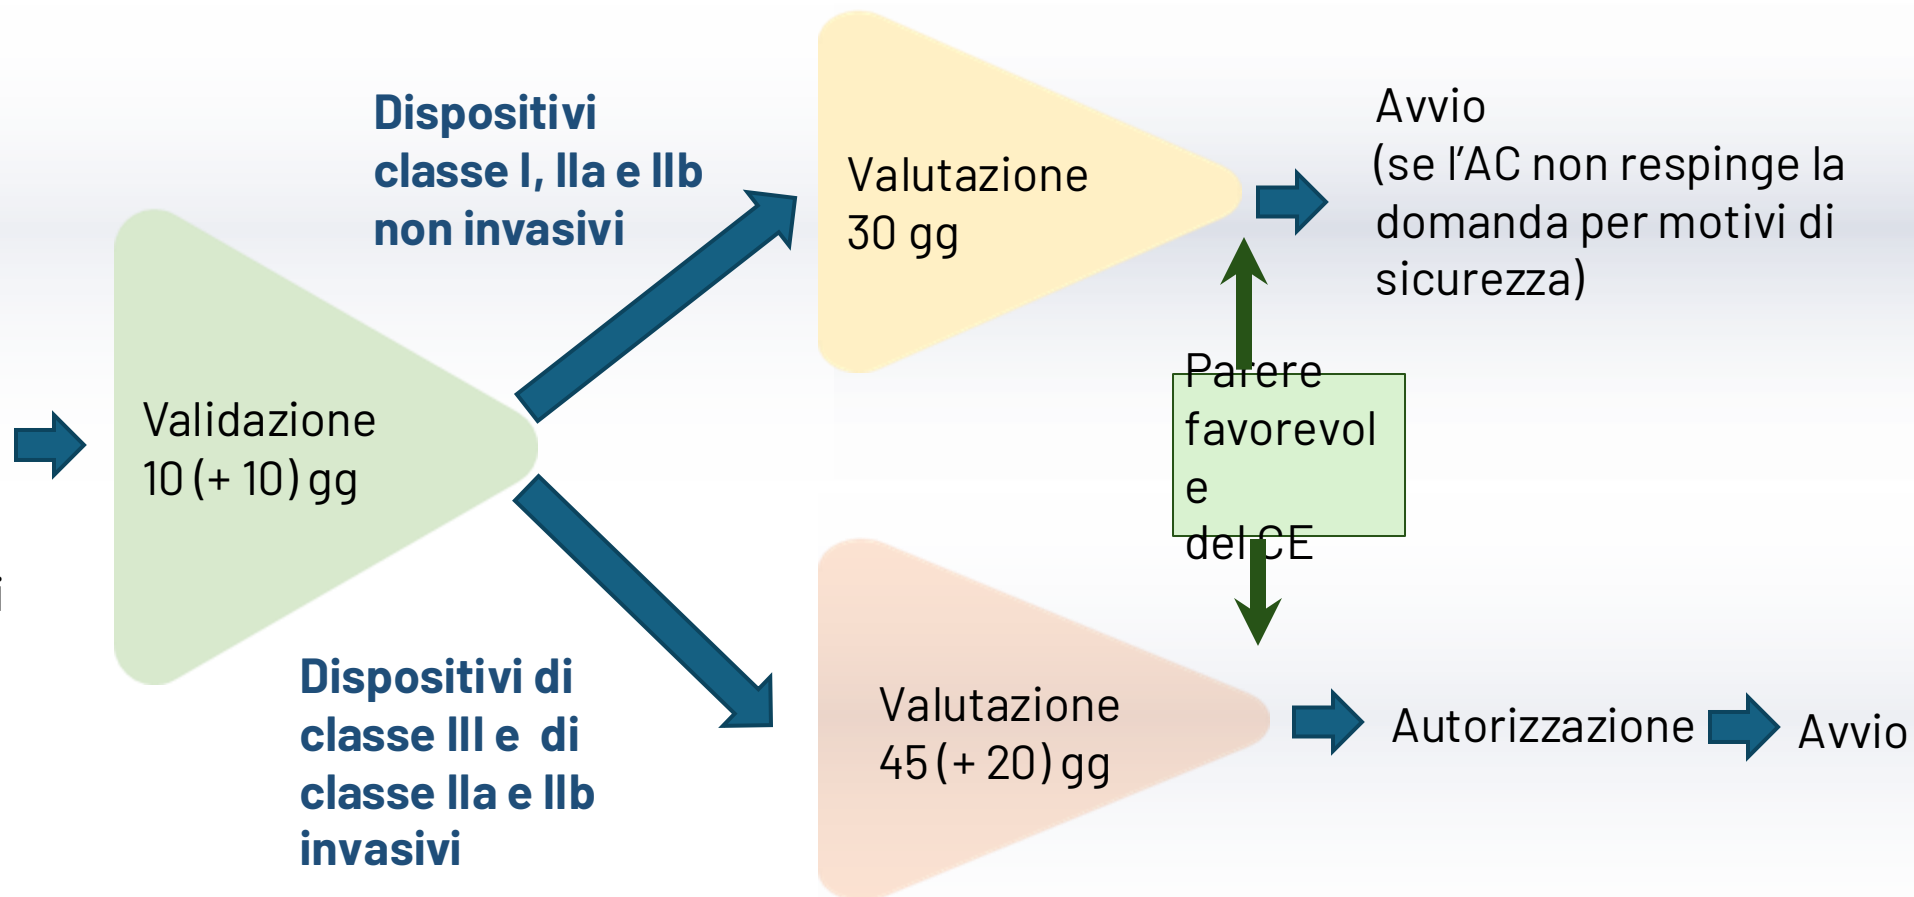 Dispositivi
classe I, IIa e IIb
non invasivi
Valutazione
30 gg
Avvio
(se l’AC non respinge la
domanda per motivi di
sicurezza)
Validazione
10 (+ 10) gg
Parere
favorevol
e
del CE
i
Dispositivi di
classe III e  di
classe IIa e IIb
invasivi
Valutazione
45 (+ 20) gg
Autorizzazione
Avvio